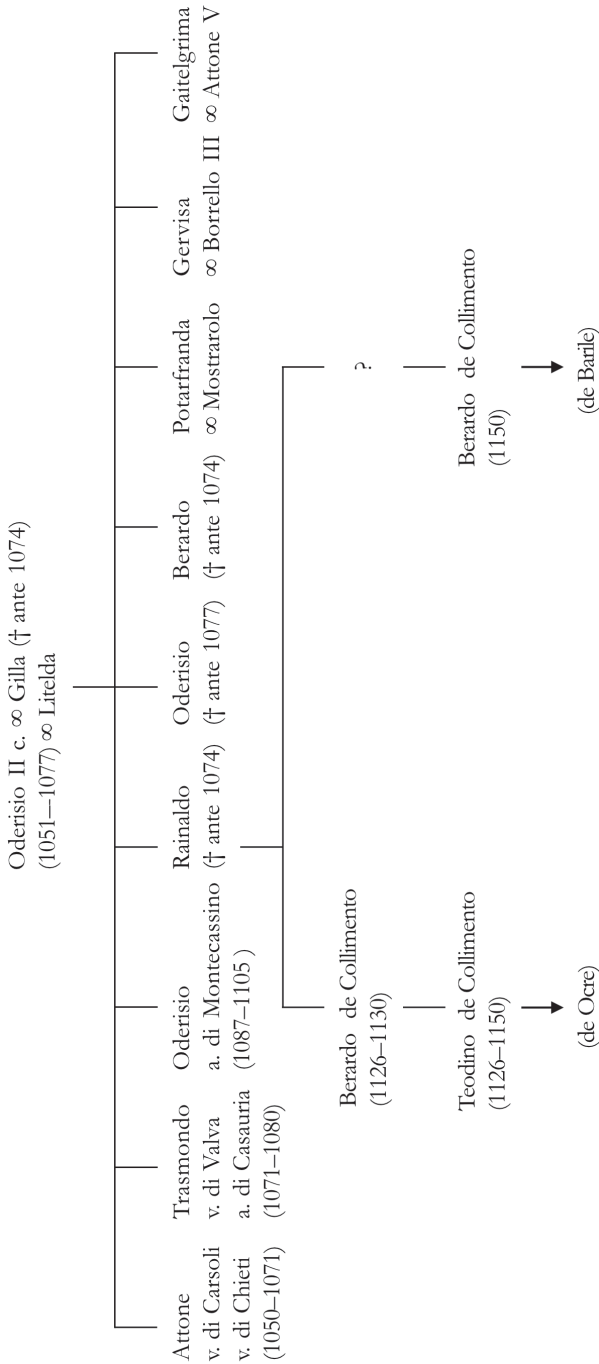 Oderisio II c. ∞ Gilla († ante 1074)
(1051–-1077) ∞ Litelda
Attone
v. di Carsoli
v. di Chieti
(1050–1071)
Trasmondo
v. di Valva
a. di Casauria
(1071–1080)
Oderisio
a. di Montecassino
(1087–1105 )
Rainaldo
(† ante 1074)
Oderisio
(† ante 1077)
Berardo
(† ante 1074)
Potarfranda
∞ Mostrarolo
Gervisa
∞ Borrello III
Gaitelgrima
∞ Attone V
Berardo de Collimento
(1126–1130)
?
Teodino de Collimento
(1126–1150)
Berardo de Collimento
(1150)
(de Ocre)
(de Barile)